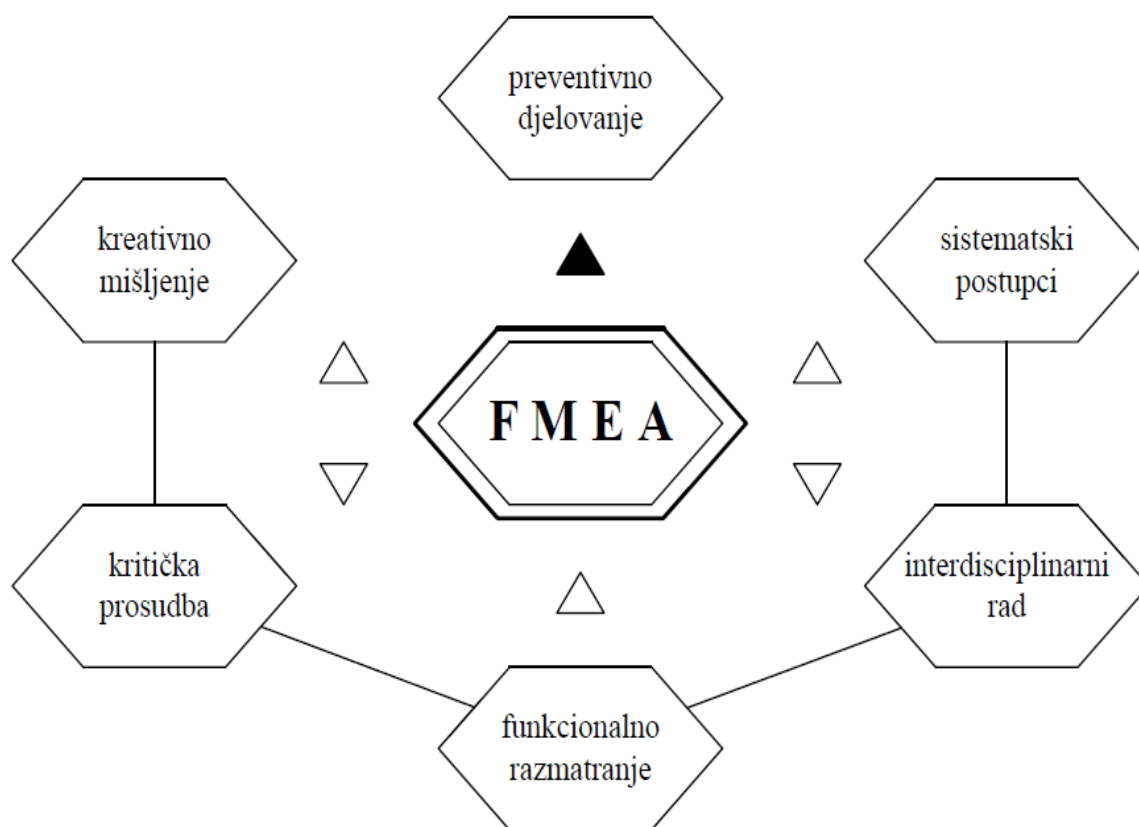 preventivno
djelovanje
kreativno
mišljenje
sistematski
postupci
F M E A
kritička
prosudba
interdisciplinarni
rad
funkcionalno
razmatranje